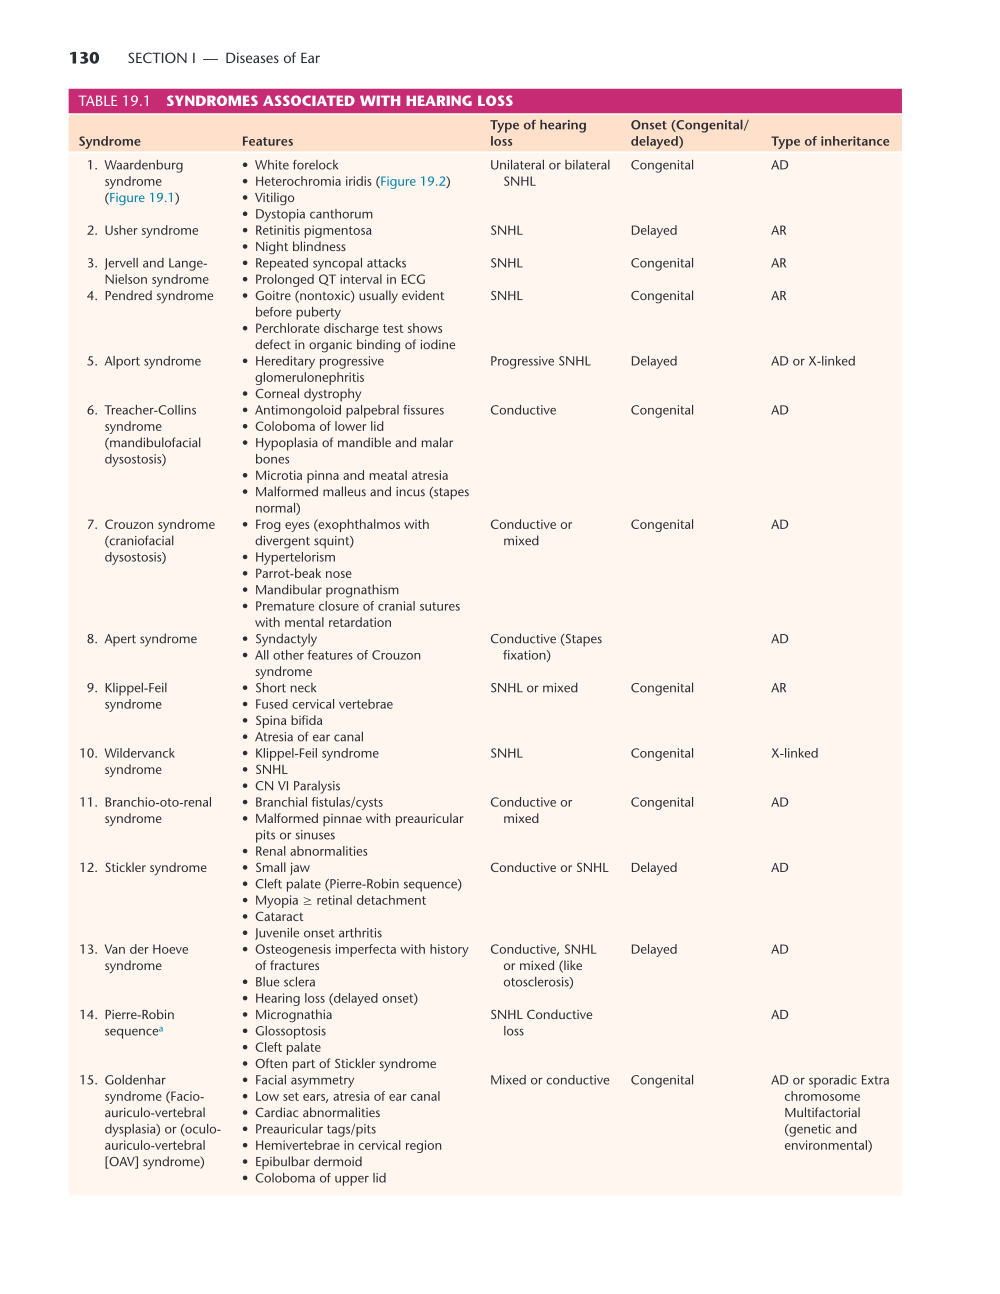 130 SECTION I — Diseases of Ear
TABLE 19.1 SYNDROMES ASSOCIATED WITH HEARING LOSS
Syndrome Features Type of hearing loss Onset (Congenital/ delayed) Type of inheritance
1. Waardenburg • White forelock Unilateral or bilateral Congenital AD
syndrome • Heterochromia iridis (Figure 19.2) SNHL
(Figure 19.1) • Vitiligo
• Dystopia canthorum
2. Usher syndrome • Retinitis pigmentosa SNHL Delayed AR
• Night blindness
3. Jervell and Lange- • Repeated syncopal attacks SNHL Congenital AR
Nielson syndrome • Prolonged QT interval in ECG
4. Pendred syndrome • Goitre (nontoxic) usually evident SNHL Congenital AR
before puberty
• Perchlorate discharge test shows
defect in organic binding of iodine
5. Alport syndrome • Hereditary progressive Progressive SNHL Delayed AD or X-linked
glomerulonephritis
• Corneal dystrophy
6. Treacher-Collins • Antimongoloid palpebral fissures Conductive Congenital AD
syndrome • Coloboma of lower lid
(mandibulofacial • Hypoplasia of mandible and malar
dysostosis) bones
• Microtia pinna and meatal atresia
• Malformed malleus and incus (stapes
normal)
7. Crouzon syndrome • Frog eyes (exophthalmos with Conductive or Congenital AD
(craniofacial divergent squint) mixed
dysostosis) • Hypertelorism
• Parrot-beak nose
• Mandibular prognathism
• Premature closure of cranial sutures
with mental retardation
8. Apert syndrome • Syndactyly Conductive (Stapes AD
• All other features of Crouzon fixation)
syndrome
9. Klippel-Feil • Short neck SNHL or mixed Congenital AR
syndrome • Fused cervical vertebrae
• Spina bifida
• Atresia of ear canal
10. Wildervanck • Klippel-Feil syndrome SNHL Congenital X-linked
syndrome • SNHL
• CN VI Paralysis
11. Branchio-oto-renal • Branchial fistulas/cysts Conductive or Congenital AD
syndrome • Malformed pinnae with preauricular mixed
pits or sinuses
• Renal abnormalities
12. Stickler syndrome • Small jaw Conductive or SNHL Delayed AD
• Cleft palate (Pierre-Robin sequence)
• Myopia ≥ retinal detachment
• Cataract
• Juvenile onset arthritis
13. Van der Hoeve • Osteogenesis imperfecta with history Conductive, SNHL Delayed AD
syndrome of fractures or mixed (like
• Blue sclera otosclerosis)
• Hearing loss (delayed onset)
14. Pierre-Robin • Micrognathia SNHL Conductive AD
sequenceᵃ • Glossoptosis loss
• Cleft palate
• Often part of Stickler syndrome
15. Goldenhar • Facial asymmetry Mixed or conductive Congenital AD or sporadic Extra
syndrome (Facio- • Low set ears, atresia of ear canal chromosome
auriculo-vertebral • Cardiac abnormalities Multifactorial
dysplasia) or (oculo- • Preauricular tags/pits (genetic and
auriculo-vertebral • Hemivertebrae in cervical region environmental)
[OAV] syndrome) • Epibulbar dermoid
• Coloboma of upper lid